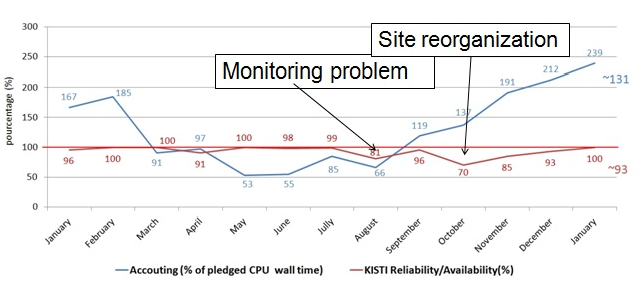 300
250
200
150
100
50
0
pourcentage (%)
Site reorganization
Monitoring problem
167
185
91
97
53
55
85
66
119
137
191
212
239
~131
96
100
100
91
100
98
99
81
96
70
85
93
100
~93
January
February
March
April
May
June
Jully
August
September
October
November
December
January
Accouting (% of pledged CPU wall time)
KISTI Reliability/Availability(%)